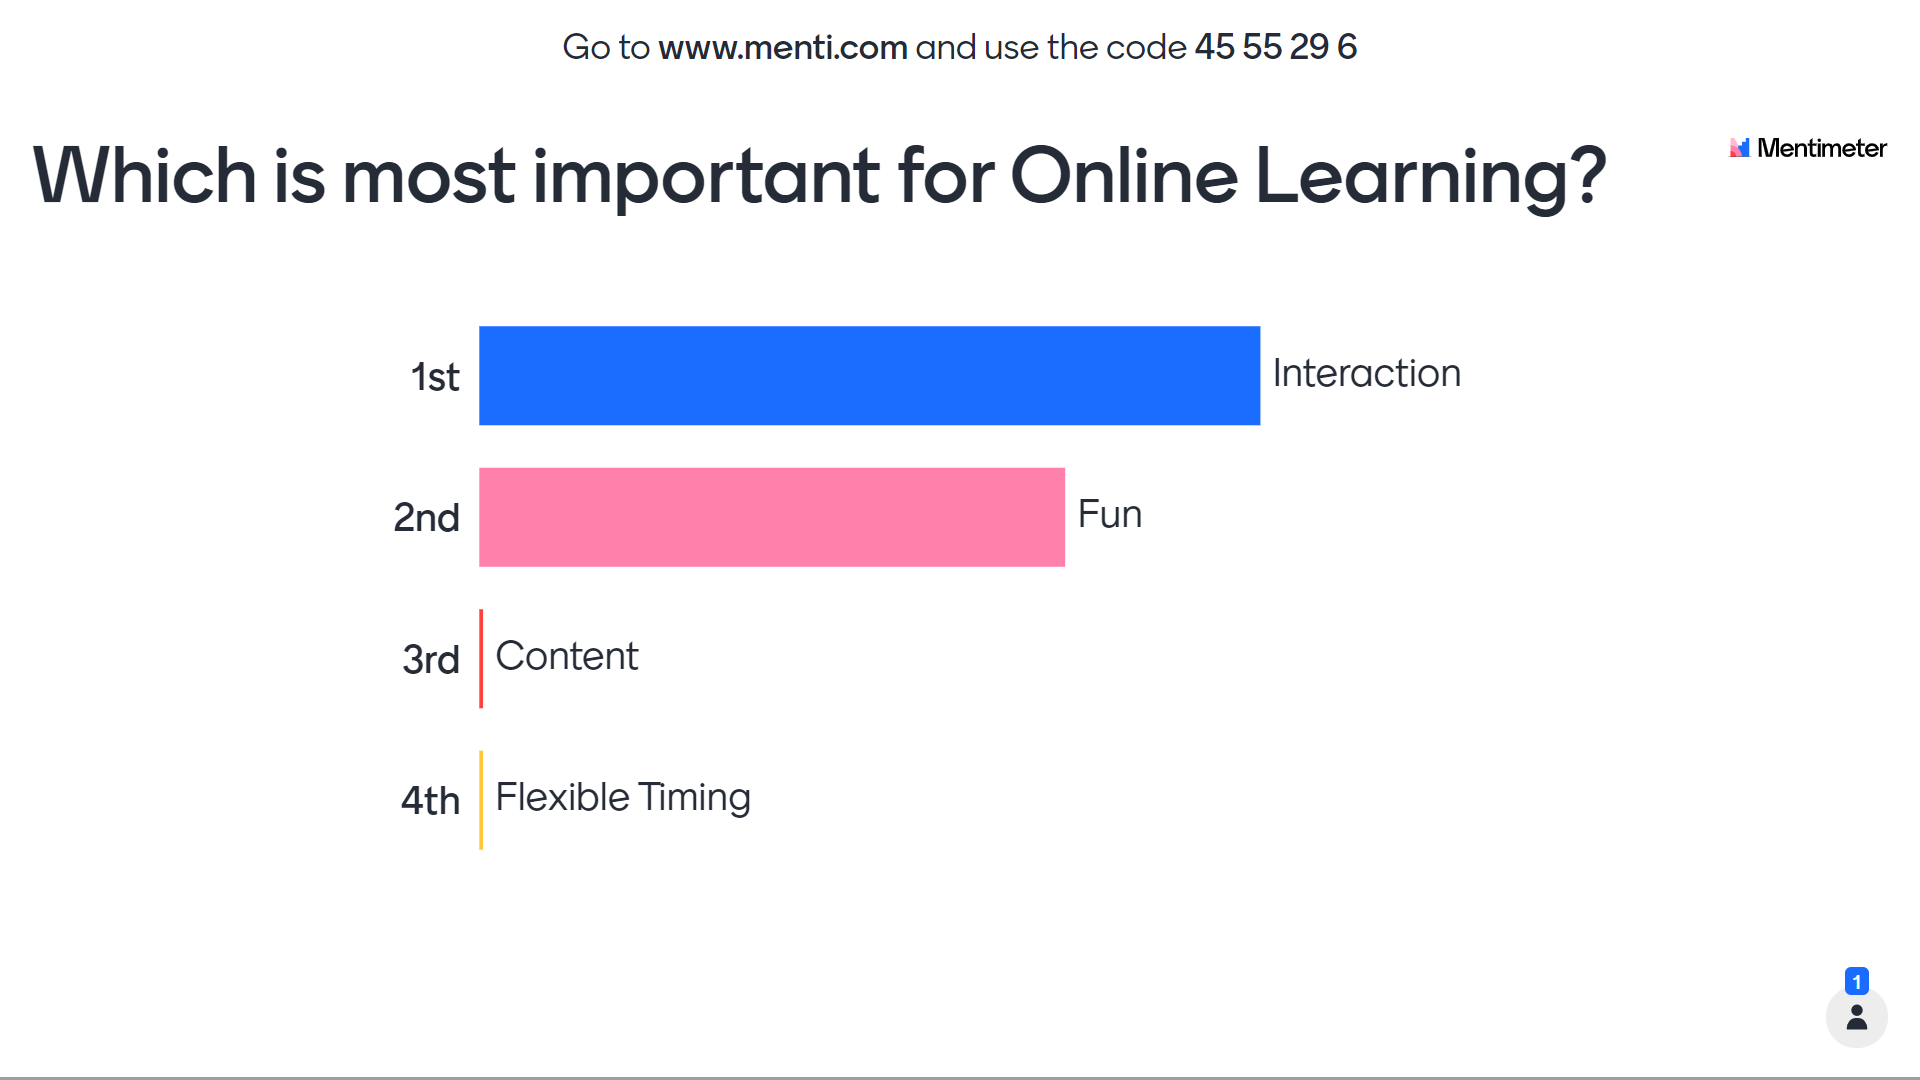 Go to www.menti.com and use the code 45 55 29 6
Which is most important for Online Learning?
Mentimeter
1st Interaction
2nd Fun
3rd Content
4th Flexible Timing
1